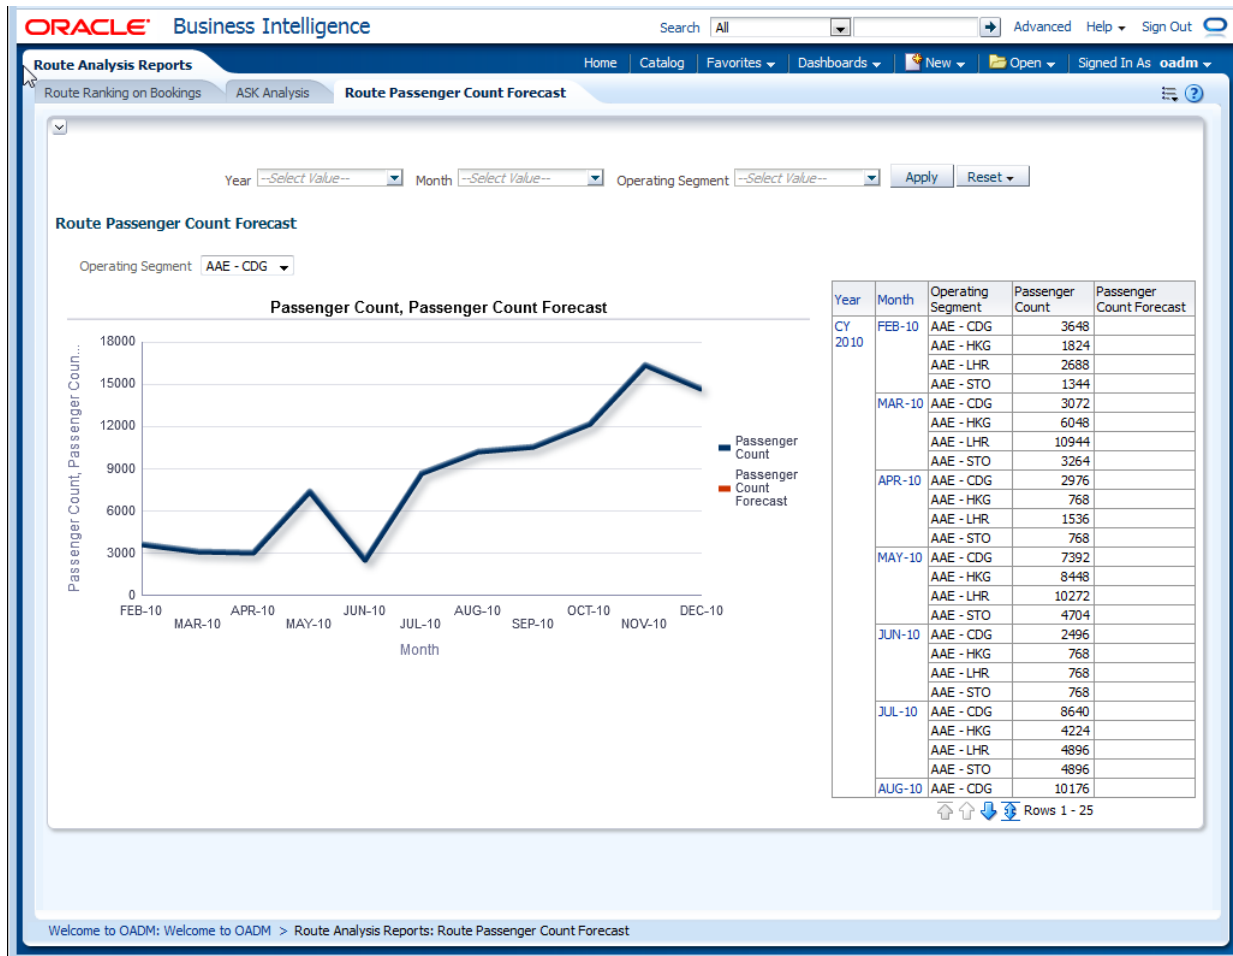 ORACLE Business Intelligence Search All Advanced Help Sign Out
Route Analysis Reports Home Catalog Favorites Dashboards New Open Signed In As oadm
Route Ranking on Bookings ASK Analysis Route Passenger Count Forecast
Year --Select Value-- Month --Select Value-- Operating Segment --Select Value-- Apply Reset
Route Passenger Count Forecast
Operating Segment AAE - CDG
Passenger Count, Passenger Count Forecast
Passenger Count, Passenger Coun...
18000
15000
12000
9000
6000
3000
0
FEB-10 APR-10 JUN-10 AUG-10 OCT-10 DEC-10
MAR-10 MAY-10 JUL-10 SEP-10 NOV-10
Month
Passenger
Count
Passenger
Count
Forecast
Year Month Operating Segment Passenger Count Passenger Count Forecast
CY 2010 FEB-10 AAE - CDG 3648
AAE - HKG 1824
AAE - LHR 2688
AAE - STO 1344
MAR-10 AAE - CDG 3072
AAE - HKG 6048
AAE - LHR 10944
AAE - STO 3264
APR-10 AAE - CDG 2976
AAE - HKG 768
AAE - LHR 1536
AAE - STO 768
MAY-10 AAE - CDG 7392
AAE - HKG 8448
AAE - LHR 10272
AAE - STO 4704
JUN-10 AAE - CDG 2496
AAE - HKG 768
AAE - LHR 768
AAE - STO 768
JUL-10 AAE - CDG 8640
AAE - HKG 4224
AAE - LHR 4896
AAE - STO 4896
AUG-10 AAE - CDG 10176
Rows 1 - 25
Welcome to OADM: Welcome to OADM > Route Analysis Reports: Route Passenger Count Forecast